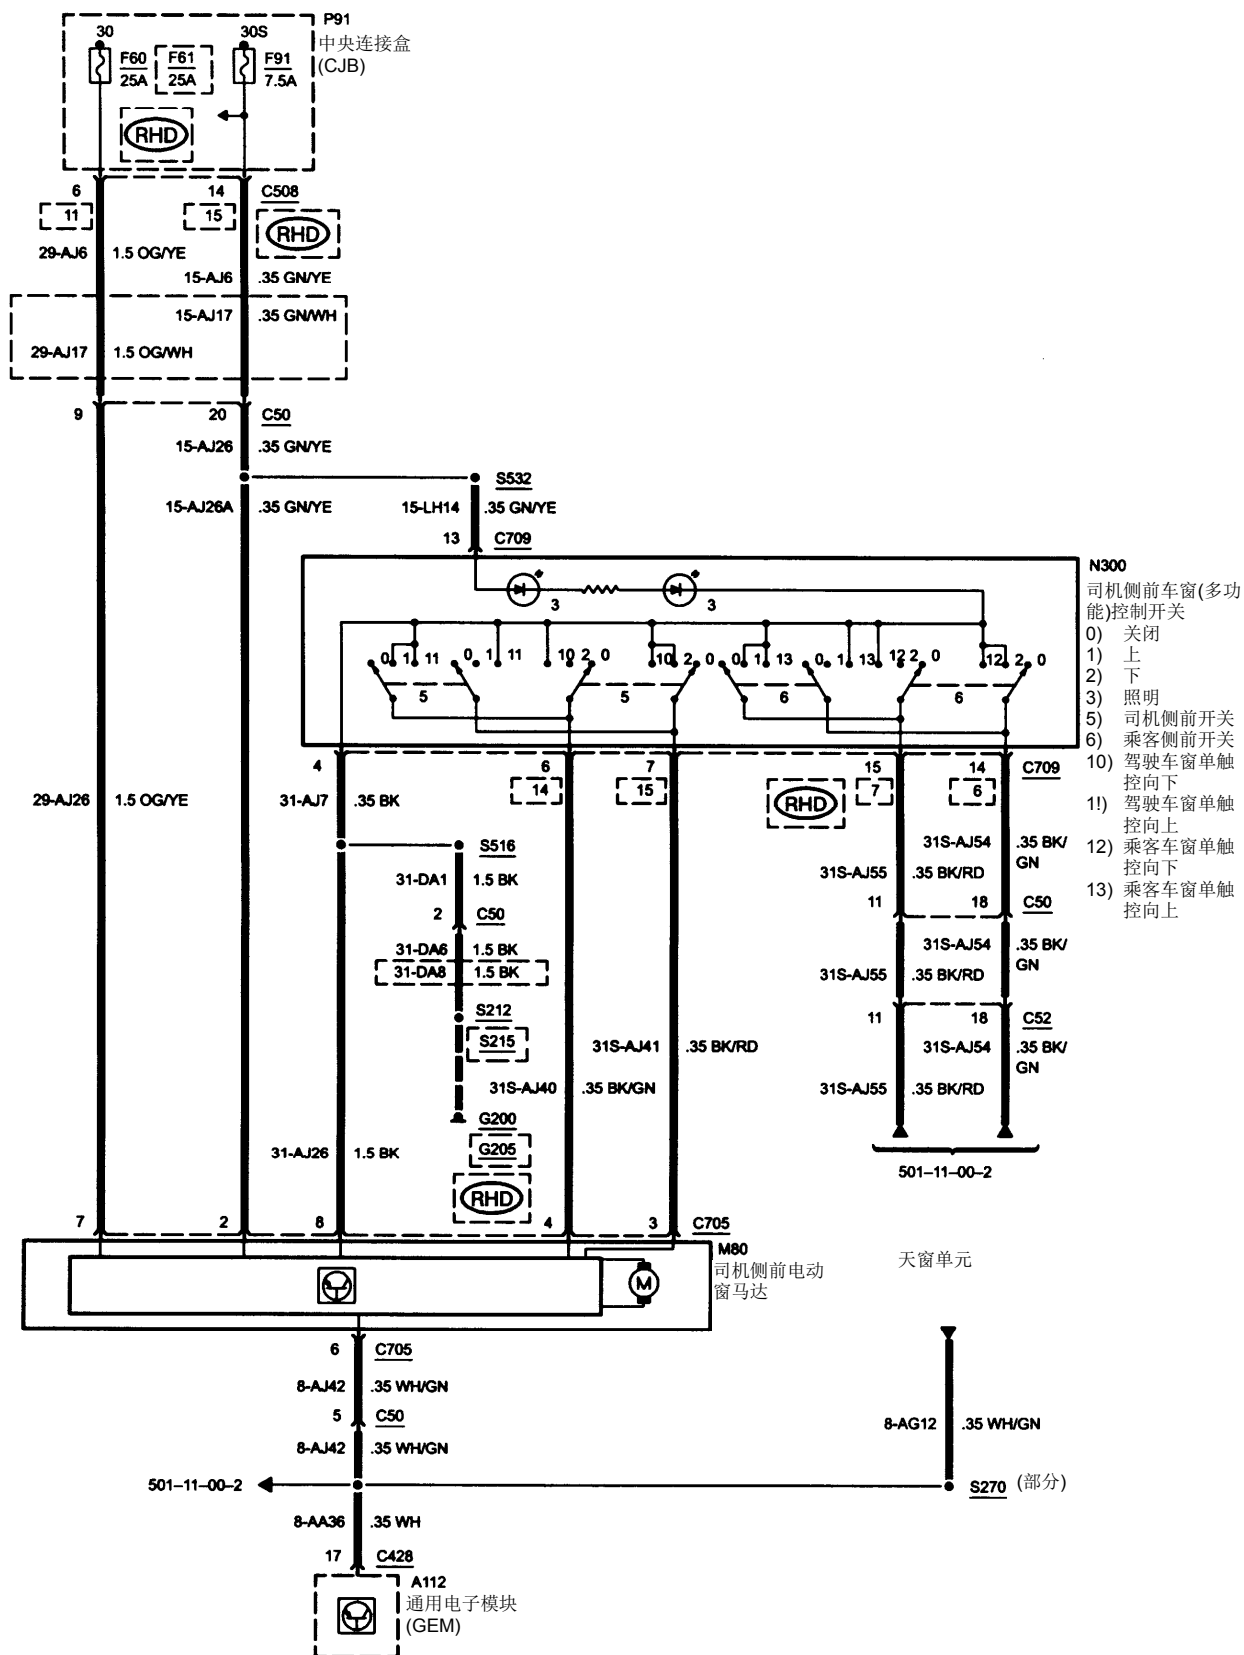 P91
中央连接盒
(CJB)
30
30S
F60
25A
F61
25A
F91
7.5A
RHD
6
14
C508
11
15
RHD
29-AJ6
1.5 OG/YE
15-AJ6
.35 GN/YE
15-AJ17
.35 GN/WH
29-AJ17
1.5 OG/WH
9
20
C50
15-AJ26
.35 GN/YE
S532
15-AJ26A
.35 GN/YE
15-LH14
.35 GN/YE
13
C709
N300
司机侧前车窗(多功
能)控制开关
0) 关闭
1) 上
2) 下
3) 照明
5) 司机侧前开关
6) 乘客侧前开关
10) 驾驶车窗单触
控向下
1!) 驾驶车窗单触
控向上
12) 乘客车窗单触
控向下
13) 乘客车窗单触
控向上
3
3
0 1 11 0 1 11 10 2 0 10 2 0 0 1 13 0 1 13 12 2 0 12 2 0
5
5
6
6
4
6
7
15
14
C709
14
15
RHD
7
6
29-AJ26
1.5 OG/YE
31-AJ7
.35 BK
S516
31S-AJ54
.35 BK/
GN
31-DA1
1.5 BK
31S-AJ55
.35 BK/RD
2
C50
11
18
C50
31-DA6
1.5 BK
31S-AJ54
.35 BK/
GN
31-DA8
1.5 BK
31S-AJ55
.35 BK/RD
S212
11
18
C52
S215
31S-AJ41
.35 BK/RD
31S-AJ54
.35 BK/
GN
31S-AJ40
.35 BK/GN
31S-AJ55
.35 BK/RD
G200
31-AJ26
1.5 BK
G205
501–11–00–2
RHD
7
2
8
4
3
C705
M80
司机侧前电动
窗马达
M
天窗单元
6
C705
8-AJ42
.35 WH/GN
5
C50
8-AG12
.35 WH/GN
8-AJ42
.35 WH/GN
501–11–00–2
S270
(部分)
8-AA36
.35 WH
17
C428
A112
通用电子模块
(GEM)